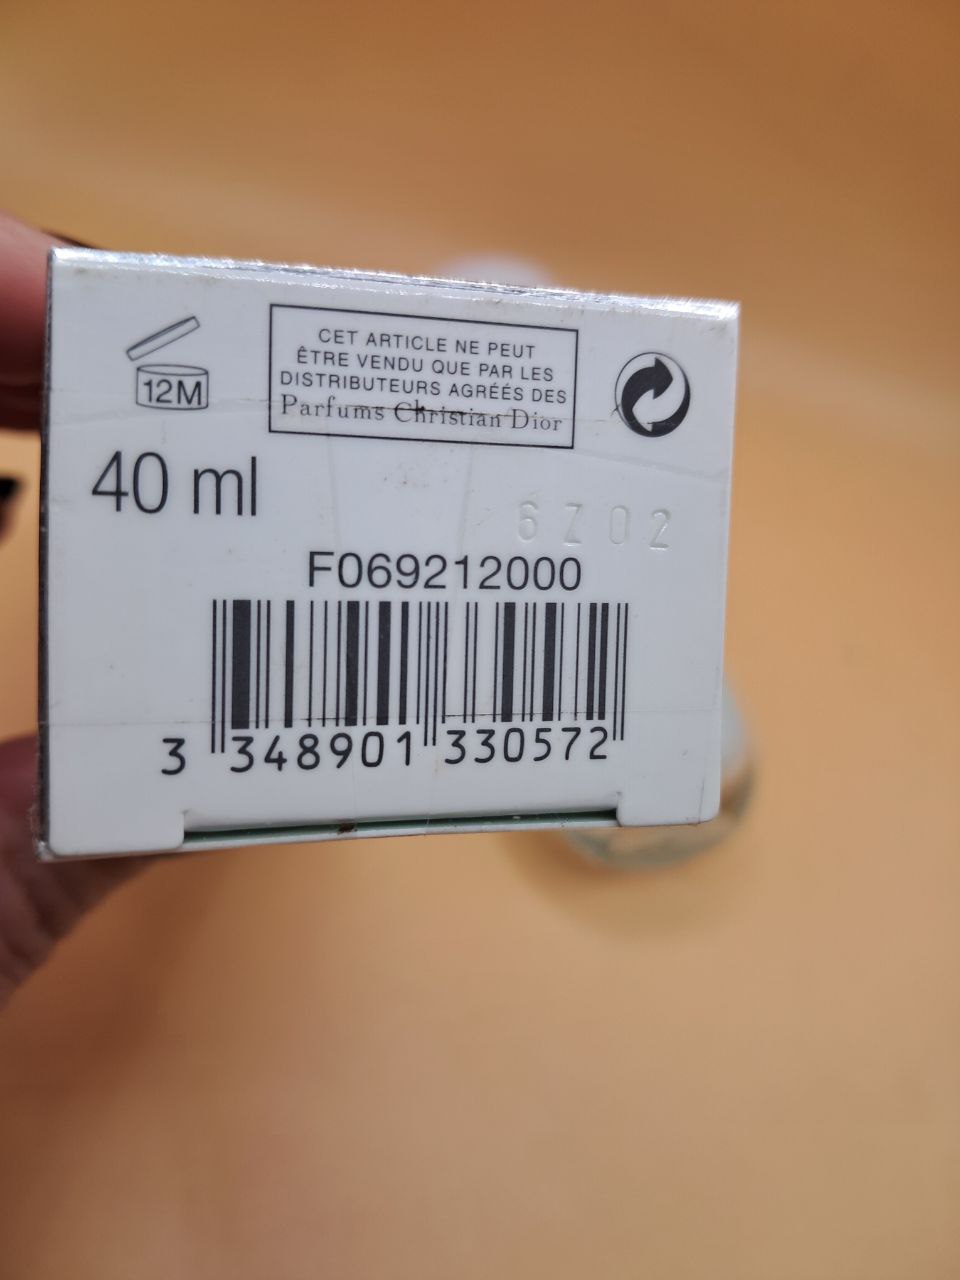 12M
CET ARTICLE NE PEUT
ÊTRE VENDU QUE PAR LES
DISTRIBUTEURS AGRÉÉS DES
Parfums Christian Dior
40 ml
6Z02
F069212000
3 348901 330572